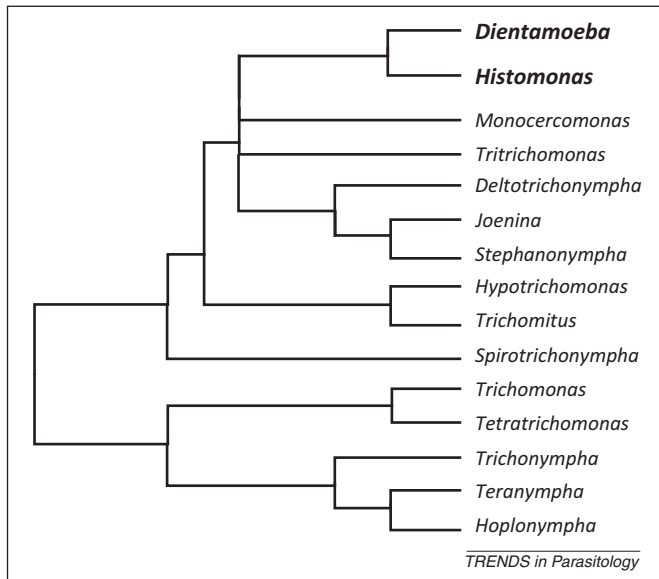 Dientamoeba
Histomonas
Monocercomonas
Tritrichomonas
Deltotrichonympha
Joenina
Stephanonympha
Hypotrichomonas
Trichomitus
Spirotrichonympha
Trichomonas
Tetratrichomonas
Trichonympha
Teranympha
Hoplonympha
TRENDS in Parasitology